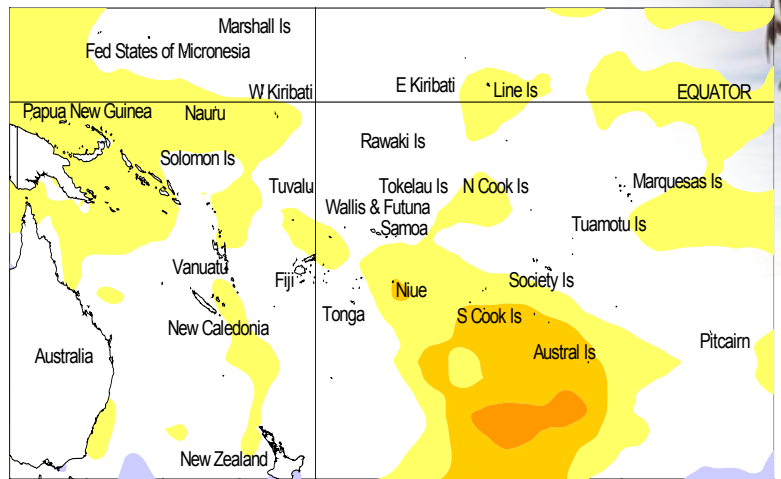 Marshall Is
Fed States of Micronesia
W Kiribati
E Kiribati
Line Is
EQUATOR
Papua New Guinea
Nauru
Rawaki Is
Solomon Is
Tuvalu
Tokelau Is
N Cook Is
Marquesas Is
Wallis & Futuna
Samoa
Tuamotu Is
Vanuatu
Fiji
Niue
Society Is
Tonga
S Cook Is
New Caledonia
Australia
Austral Is
Pitcairn
New Zealand